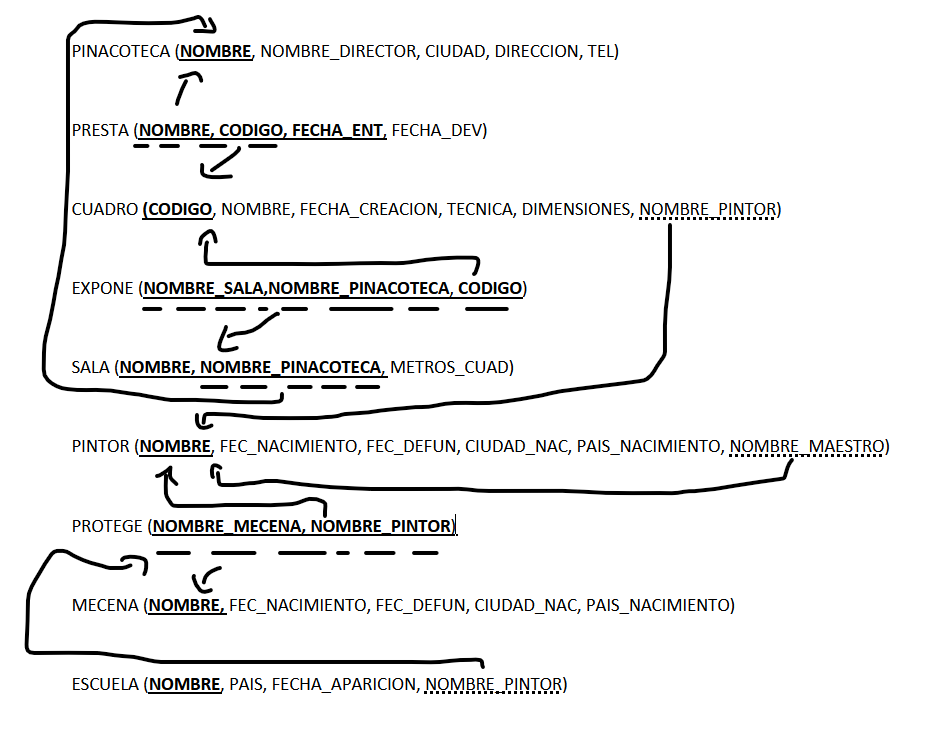 PINACOTECA (NOMBRE, NOMBRE_DIRECTOR, CIUDAD, DIRECCION, TEL)
PRESTA (NOMBRE, CODIGO, FECHA_ENT, FECHA_DEV)
CUADRO (CODIGO, NOMBRE, FECHA_CREACION, TECNICA, DIMENSIONES, NOMBRE_PINTOR)
EXPONE (NOMBRE_SALA,NOMBRE_PINACOTECA, CODIGO)
SALA (NOMBRE, NOMBRE_PINACOTECA, METROS_CUAD)
PINTOR (NOMBRE, FEC_NACIMIENTO, FEC_DEFUN, CIUDAD_NAC, PAIS_NACIMIENTO, NOMBRE_MAESTRO)
PROTEGE (NOMBRE_MECENA, NOMBRE_PINTOR)
MECENA (NOMBRE, FEC_NACIMIENTO, FEC_DEFUN, CIUDAD_NAC, PAIS_NACIMIENTO)
ESCUELA (NOMBRE, PAIS, FECHA_APARICION, NOMBRE_PINTOR)